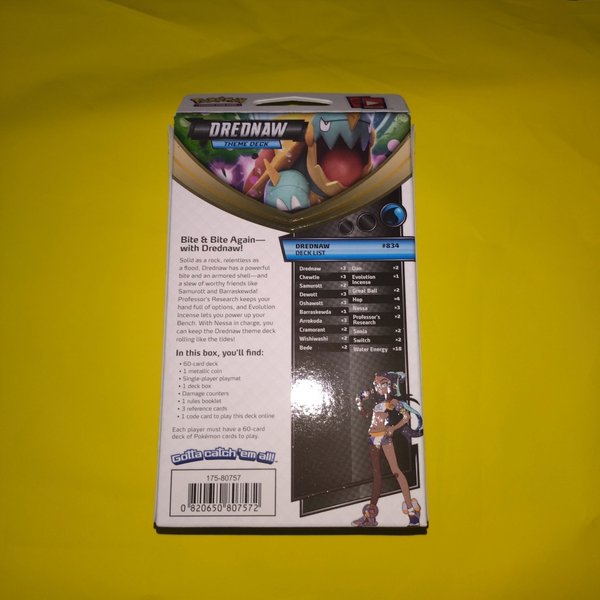 Pokémon
DREDNAW
THEME DECK
Bite & Bite Again—
with Drednaw!
Solid as a rock, relentless as
a flood, Drednaw has a powerful
bite and an armored shell—and
a slew of worthy friends like
Samurott and Barraskewda!
Professor's Research keeps your
hand full of options, and Evolution
Incense lets you power up your
Bench. With Nessa in charge, you
can keep the Drednaw theme deck
rolling like the tides!
In this box, you'll find:
• 60-card deck
• 1 metallic coin
• Single-player playmat
• 1 deck box
• Damage counters
• 1 rules booklet
• 3 reference cards
• 1 code card to play this deck online
Each player must have a 60-card
deck of Pokémon cards to play.
Gotta catch 'em all!
175-80757
0 820650 807572
DREDNAW #834
DECK LIST
Drednaw ×3
Chewtle ×3
Samurott ×2
Dewott ×3
Oshawott ×3
Barraskewda ×1
Arrokuda ×3
Cramorant ×2
Wishiwashi ×2
Bede ×2
Dan ×2
Evolution ×1
Incense
Great Ball ×2
Hop ×4
Nessa ×3
Professor's ×2
Research
Sonia ×2
Switch ×2
Water Energy ×18